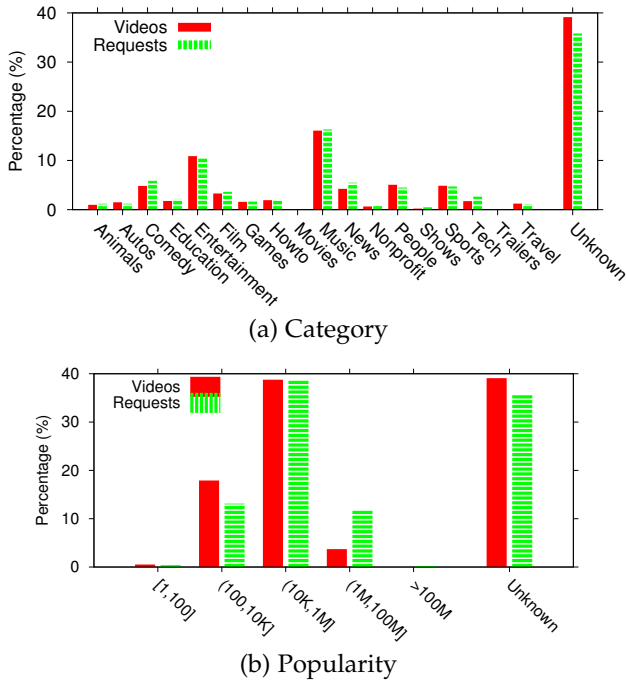 40
30
20
10
0
Percentage (%)
Videos
Requests
Animals
Autos
Comedy
Education
Entertainment
Film
Games
Howto
Movies
Music
News
Nonprofit
People
Shows
Sports
Tech
Trailers
Travel
Unknown
(a) Category
40
30
20
10
0
Percentage (%)
Videos
Requests
[1,100]
(100,10K]
(10K,1M]
(1M,100M]
>100M
Unknown
(b) Popularity